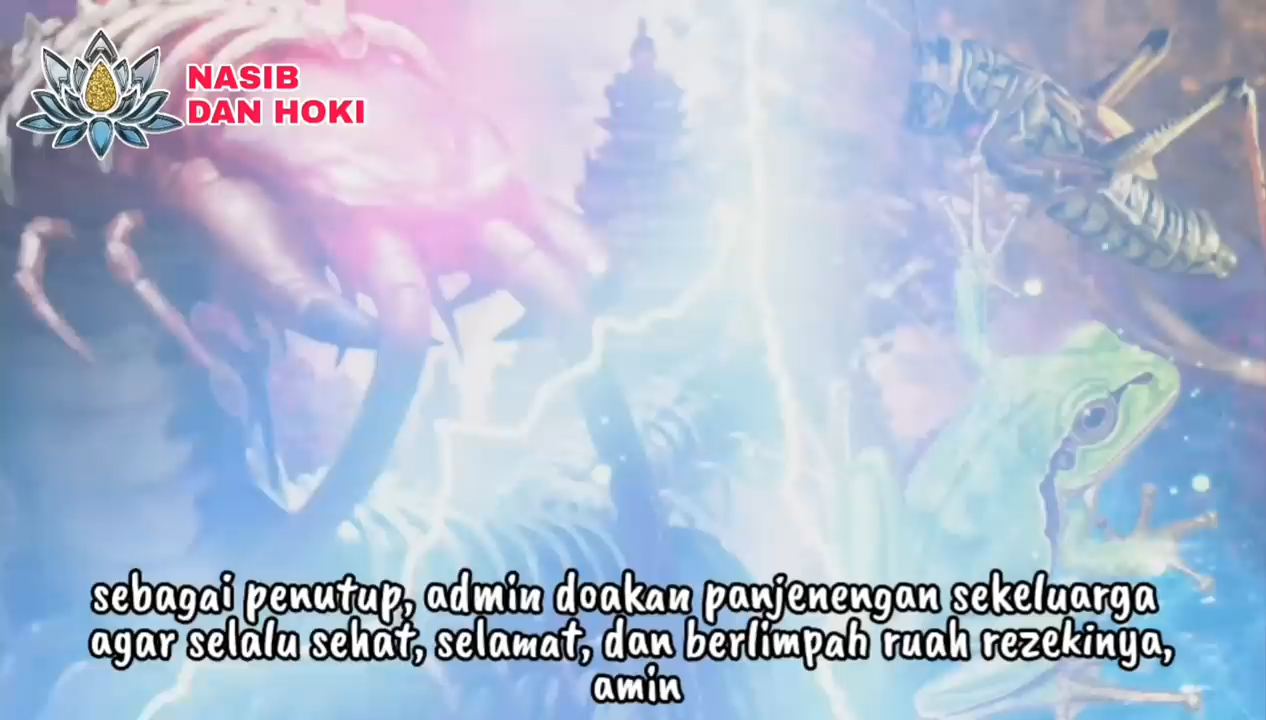 NASIB
DAN HOKI
sebagai penutup, admin doakan panjenengan sekeluarga
agar selalu sehat, selamat, dan berlimpah ruah rezekinya,
amin